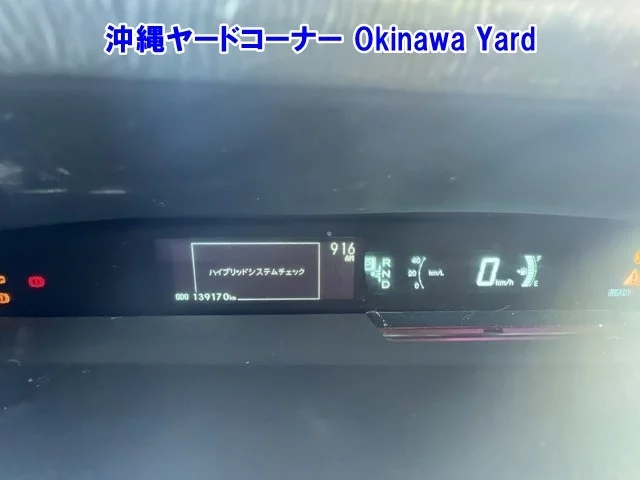 沖縄ヤードコーナー Okinawa Yard
916
AM
ハイブリッドシステムチェック
ODO 139170km
R
N
D
40
20
0
km/L
0
km/h
F
E
READY